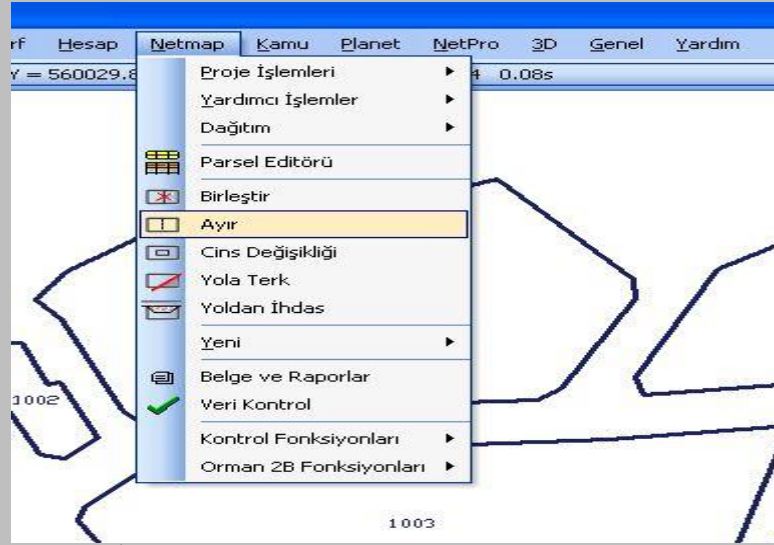 rf Hesap Netmap Kamu Planet NetPro 3D Genel Yardım
Y = 560029.8 4 0.08s
Proje İşlemleri
Yardımcı İşlemler
Dağıtım
Parsel Editörü
Birleştir
Ayır
Cins Değişikliği
Yola Terk
Yoldan İhdas
Yeni
Belge ve Raporlar
Veri Kontrol
Kontrol Fonksiyonları
Orman 2B Fonksiyonları
1002
1003